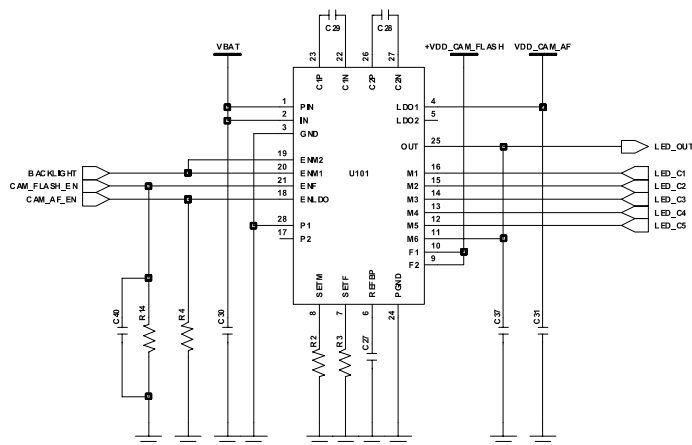 C29
C28
VBAT
+VDD_CAM_FLASH
VDD_CAM_AF
23
22
26
27
C1P
C1N
C2P
C2N
1
PIN
LDO1
4
2
IN
LDO2
5
3
GND
OUT
25
LED_OUT
19
ENM2
BACKLIGHT
20
ENM1
U101
M1
16
LED_C1
CAM_FLASH_EN
21
ENF
M2
15
LED_C2
CAM_AF_EN
18
ENLDO
M3
14
LED_C3
M4
13
LED_C4
28
P1
M5
12
LED_C5
17
P2
M6
11
F1
10
F2
9
SETM
SETF
REFBP
PGND
8
7
6
24
C40
R14
R4
C30
R2
R3
C27
C37
C31